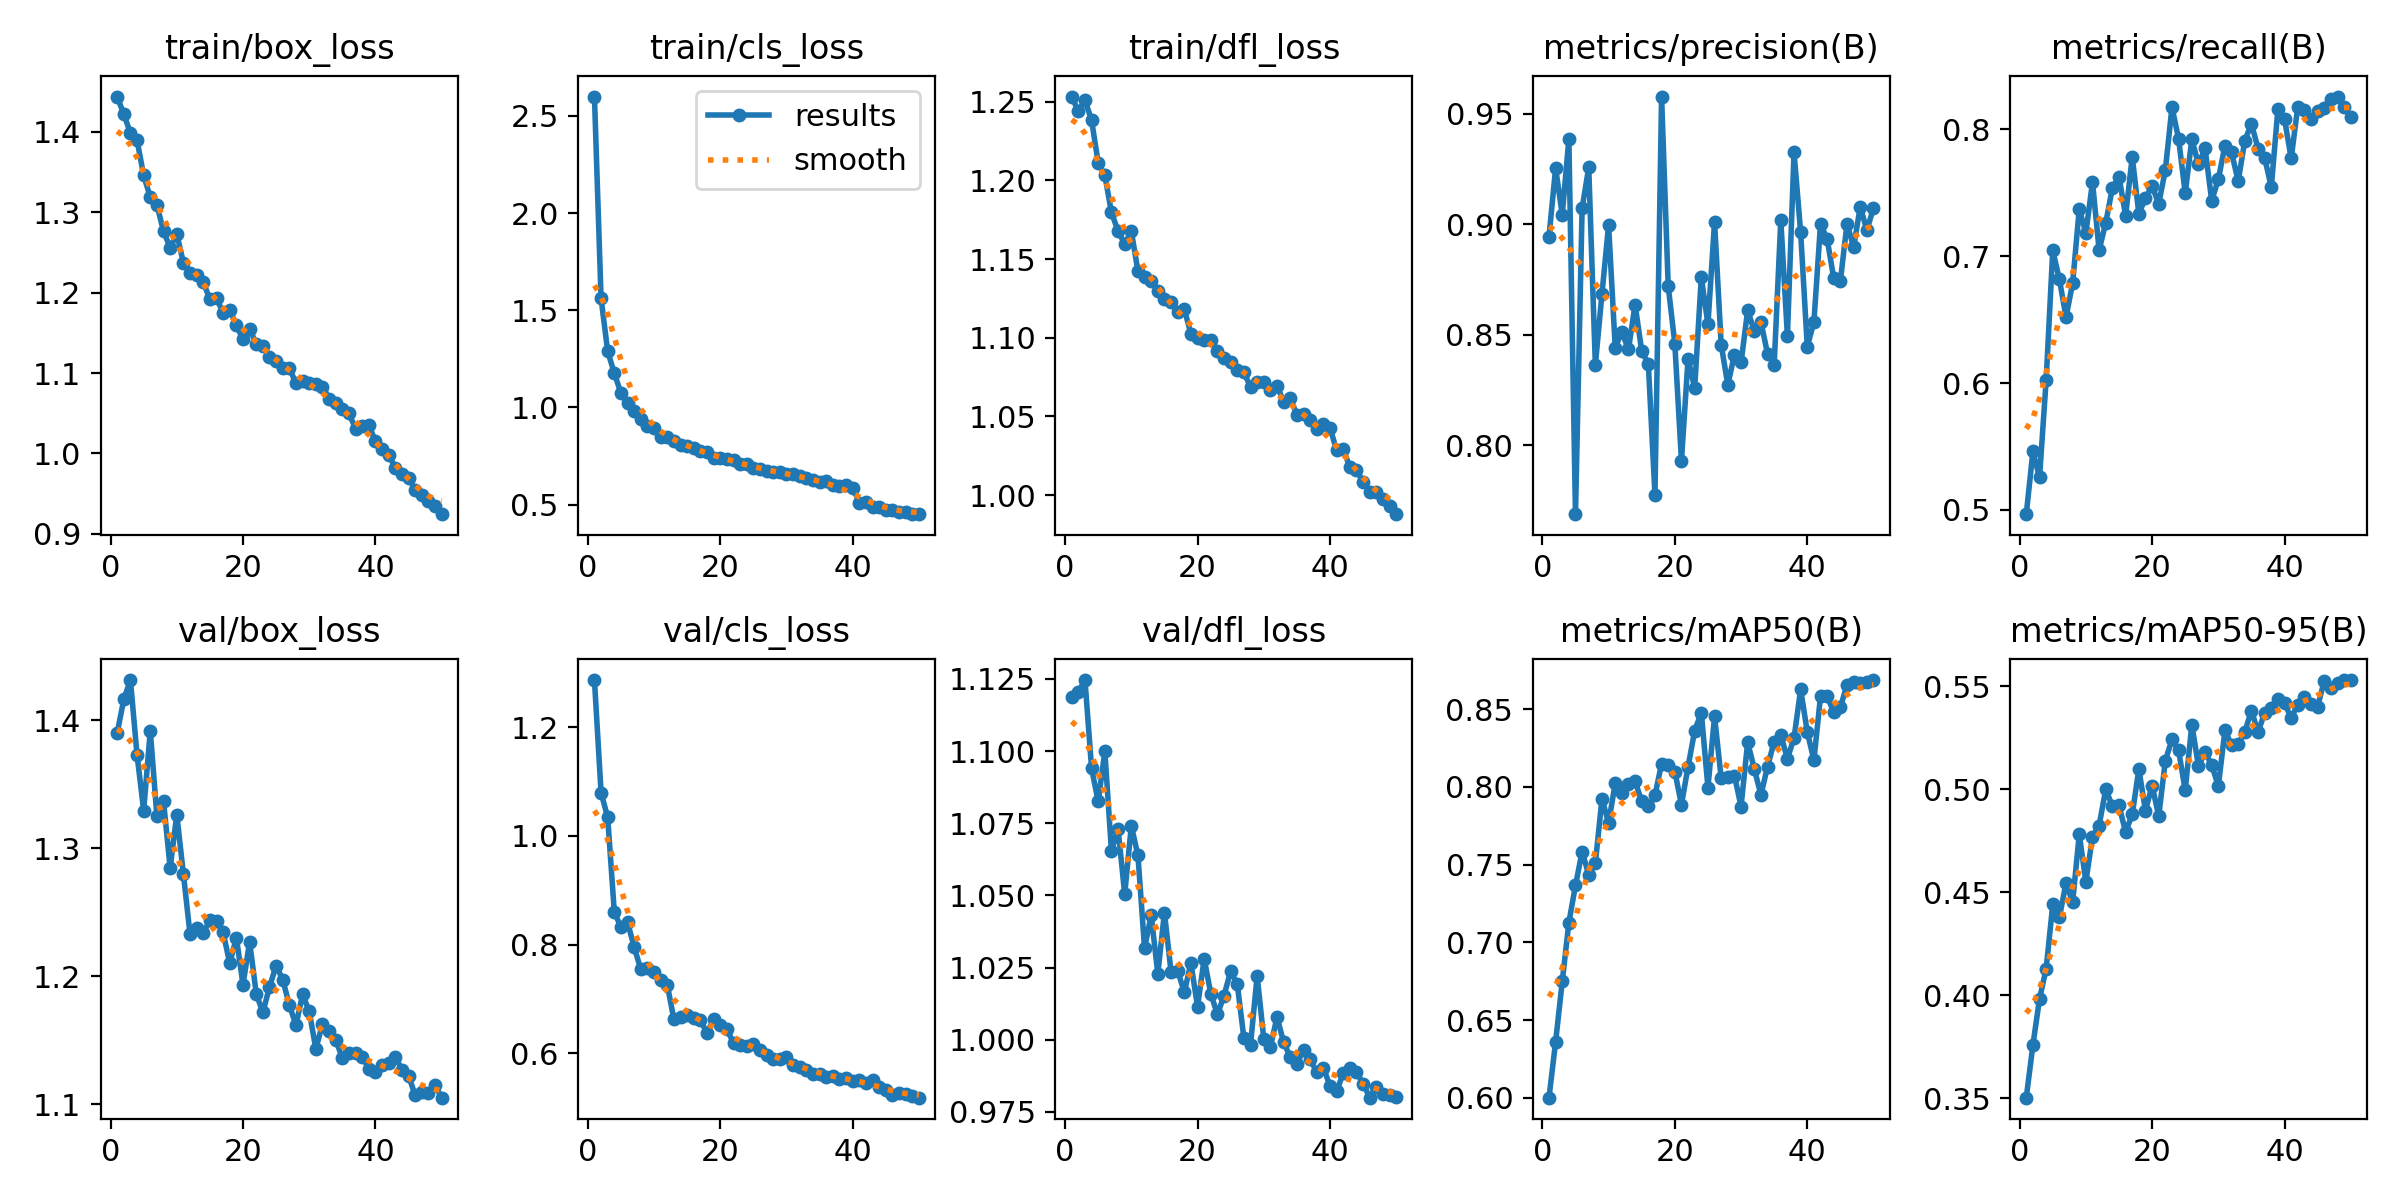 train/box_loss
1.4
1.3
1.2
1.1
1.0
0.9
0 20 40
train/cls_loss
results
smooth
2.5
2.0
1.5
1.0
0.5
0 20 40
train/dfl_loss
1.25
1.20
1.15
1.10
1.05
1.00
0 20 40
metrics/precision(B)
0.95
0.90
0.85
0.80
0 20 40
metrics/recall(B)
0.8
0.7
0.6
0.5
0 20 40
val/box_loss
1.4
1.3
1.2
1.1
0 20 40
val/cls_loss
1.2
1.0
0.8
0.6
0 20 40
val/dfl_loss
1.125
1.100
1.075
1.050
1.025
1.000
0.975
0 20 40
metrics/mAP50(B)
0.85
0.80
0.75
0.70
0.65
0.60
0 20 40
metrics/mAP50-95(B)
0.55
0.50
0.45
0.40
0.35
0 20 40